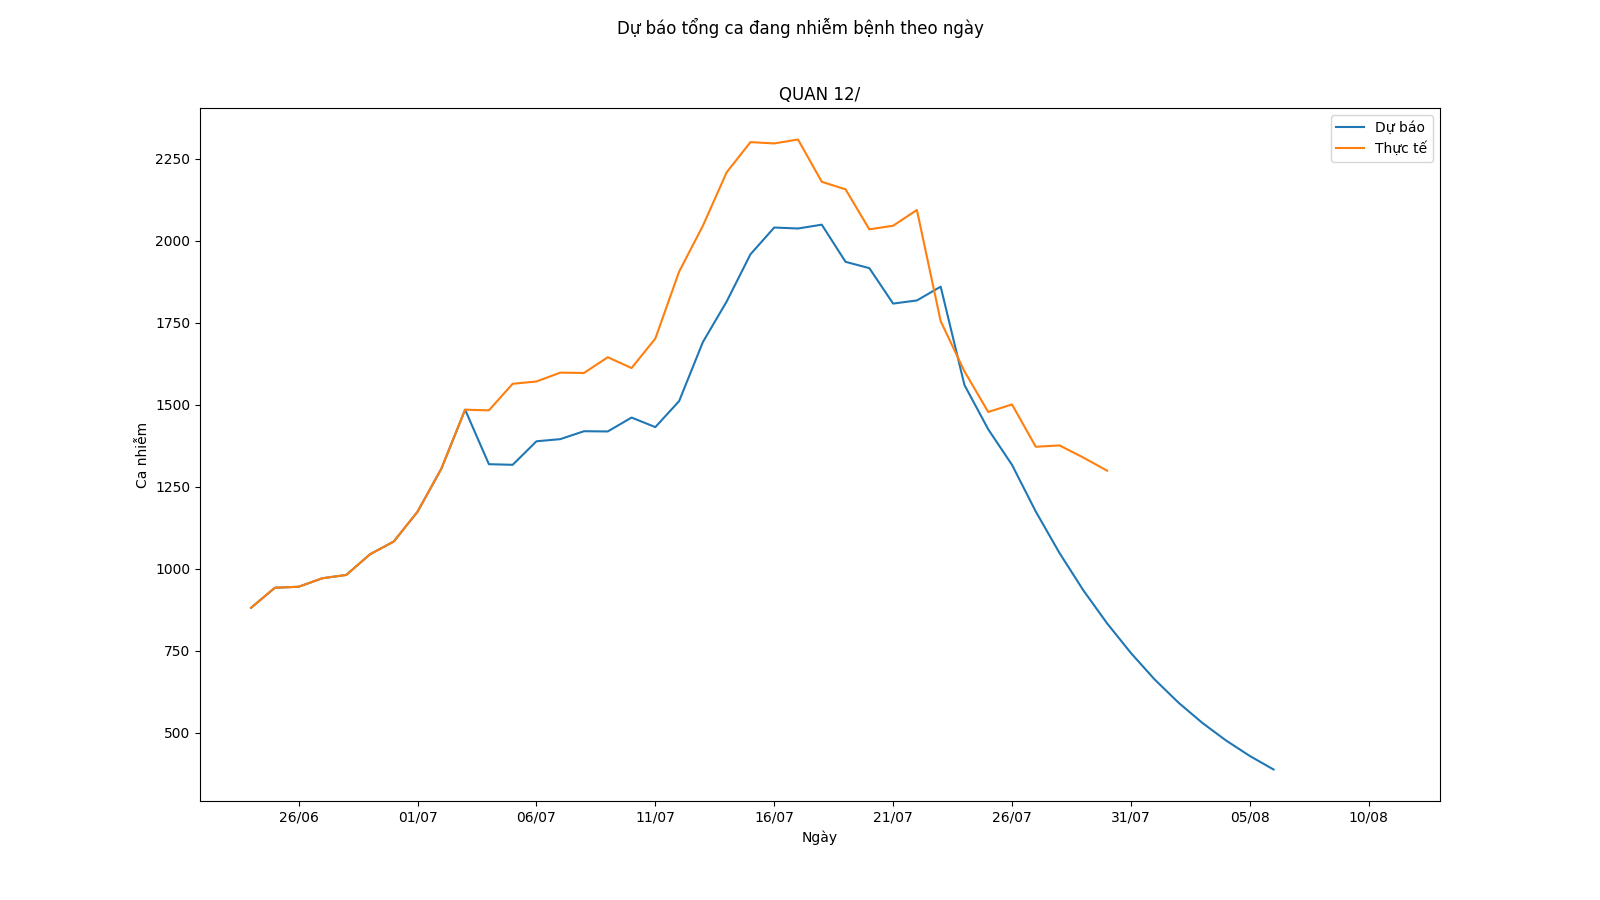 Dự báo tổng ca đang nhiễm bệnh theo ngày
QUAN 12/
Dự báo
Thực tế
2250
2000
1750
1500
1250
1000
750
500
Ca nhiễm
26/06 01/07 06/07 11/07 16/07 21/07 26/07 31/07 05/08 10/08
Ngày